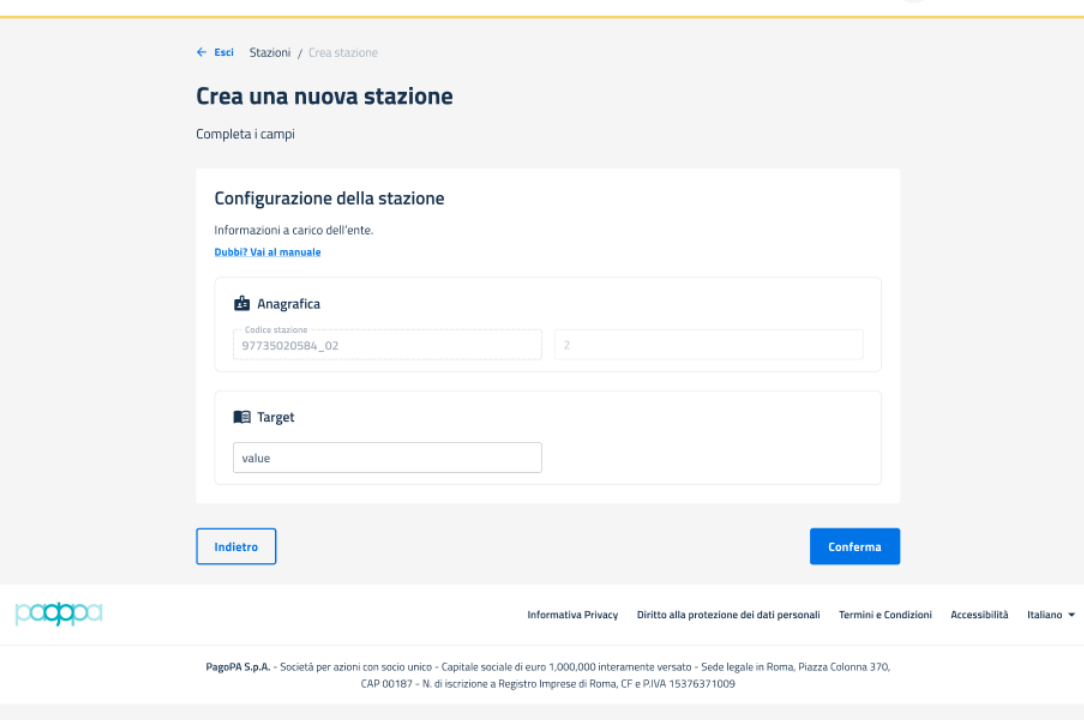 ← Esci Stazioni / Crea stazione
Crea una nuova stazione
Completa i campi
Configurazione della stazione
Informazioni a carico dell'ente.
Dubbi? Vai al manuale
Anagrafica
Codice stazione
97735020584_02 2
Target
value
Indietro Conferma
pagopa Informativa Privacy Diritto alla protezione dei dati personali Termini e Condizioni Accessibilità Italiano
PagoPA S.p.A. - Società per azioni con socio unico - Capitale sociale di euro 1,000,000 interamente versato - Sede legale in Roma, Piazza Colonna 370,
CAP 00187 - N. di iscrizione a Registro Imprese di Roma, CF e P.IVA 15376371009